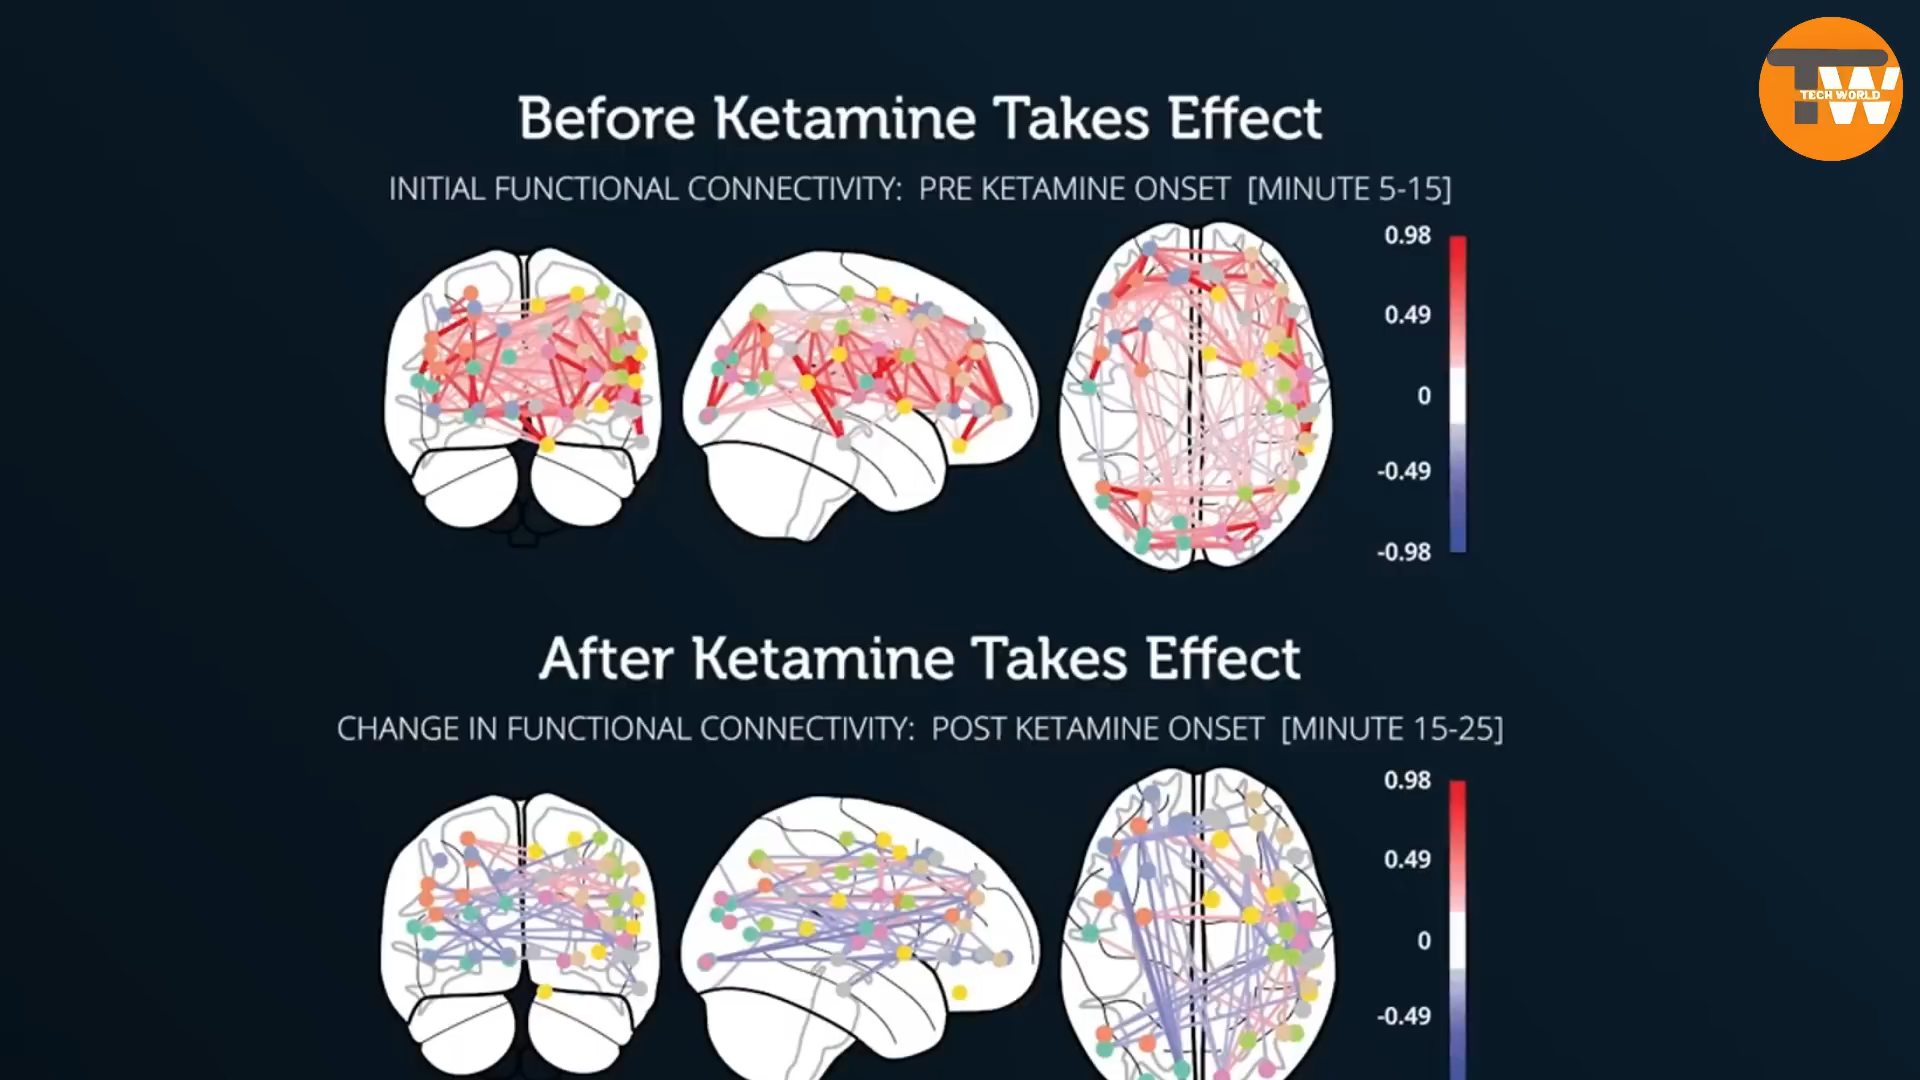 TECH WORLD
Before Ketamine Takes Effect
INITIAL FUNCTIONAL CONNECTIVITY: PRE KETAMINE ONSET [MINUTE 5-15]
0.98
0.49
0
-0.49
-0.98
After Ketamine Takes Effect
CHANGE IN FUNCTIONAL CONNECTIVITY: POST KETAMINE ONSET [MINUTE 15-25]
0.98
0.49
0
-0.49